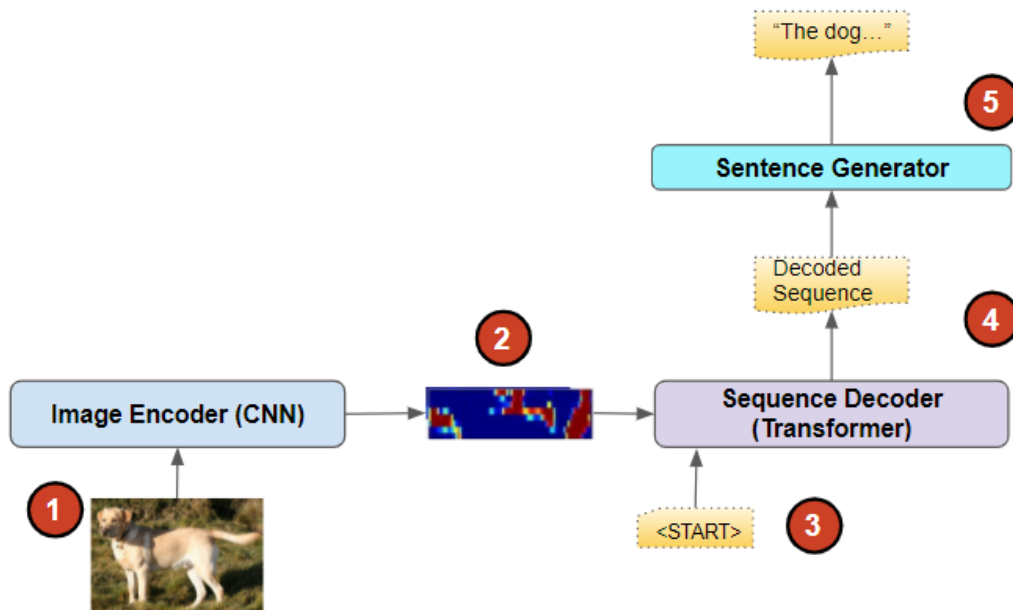 “The dog…”
5
Sentence Generator
Decoded
Sequence
4
2
Image Encoder (CNN)
Sequence Decoder
(Transformer)
1
<START>
3